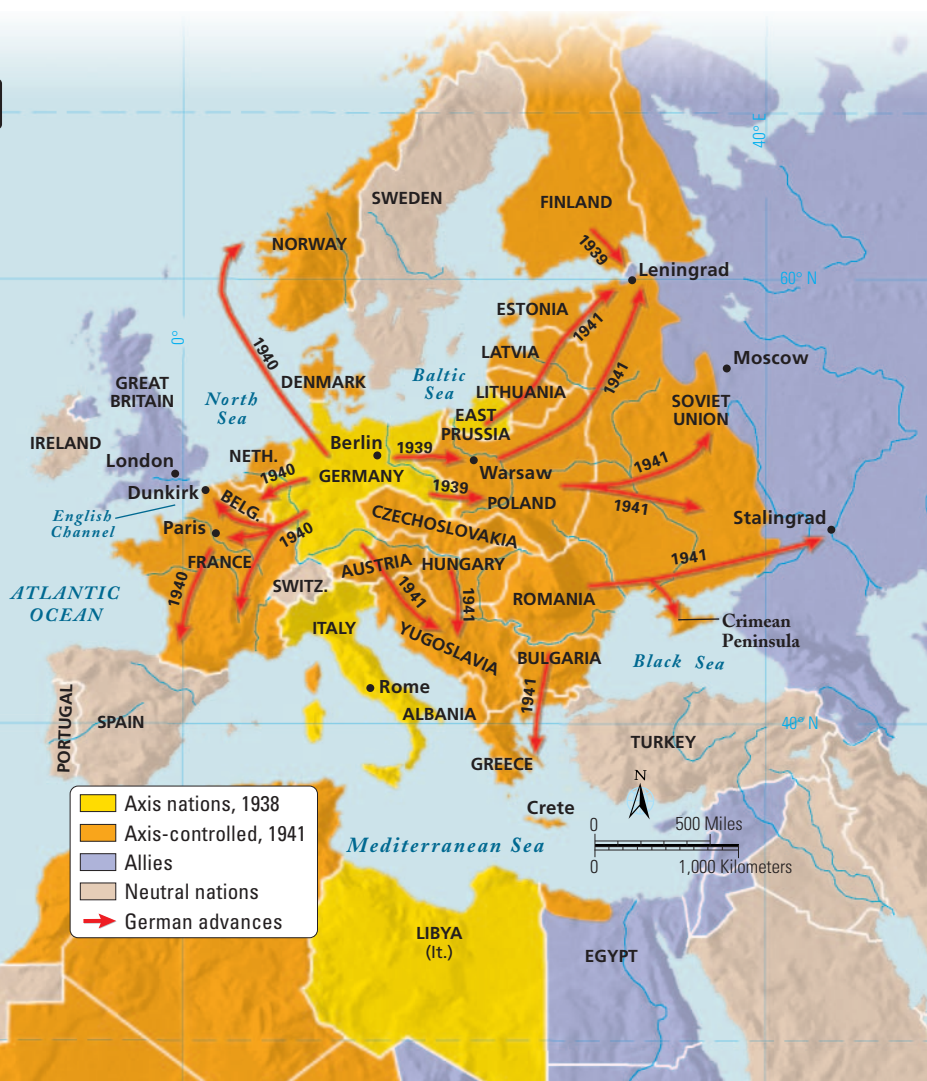 40° E
SWEDEN
FINLAND
NORWAY
1939
Leningrad
60° N
ESTONIA
1941
0°
1940
LATVIA
Moscow
DENMARK
Baltic
Sea
1941
GREAT
BRITAIN
North
Sea
LITHUANIA
SOVIET
UNION
EAST
PRUSSIA
IRELAND
Berlin
1939
NETH.
London
Warsaw
1940
GERMANY
1941
Dunkirk
1939
POLAND
BELG.
1941
English
Channel
CZECHOSLOVAKIA
Stalingrad
Paris
1940
1941
FRANCE
AUSTRIA
HUNGARY
ATLANTIC
OCEAN
1940
SWITZ.
1941
1941
ROMANIA
ITALY
Crimean
Peninsula
YUGOSLAVIA
BULGARIA
Black Sea
Rome
1941
PORTUGAL
SPAIN
ALBANIA
40° N
TURKEY
GREECE
N
Axis nations, 1938
Axis-controlled, 1941
Allies
Neutral nations
German advances
Crete
0 500 Miles
0 1,000 Kilometers
Mediterranean Sea
LIBYA
(It.)
EGYPT